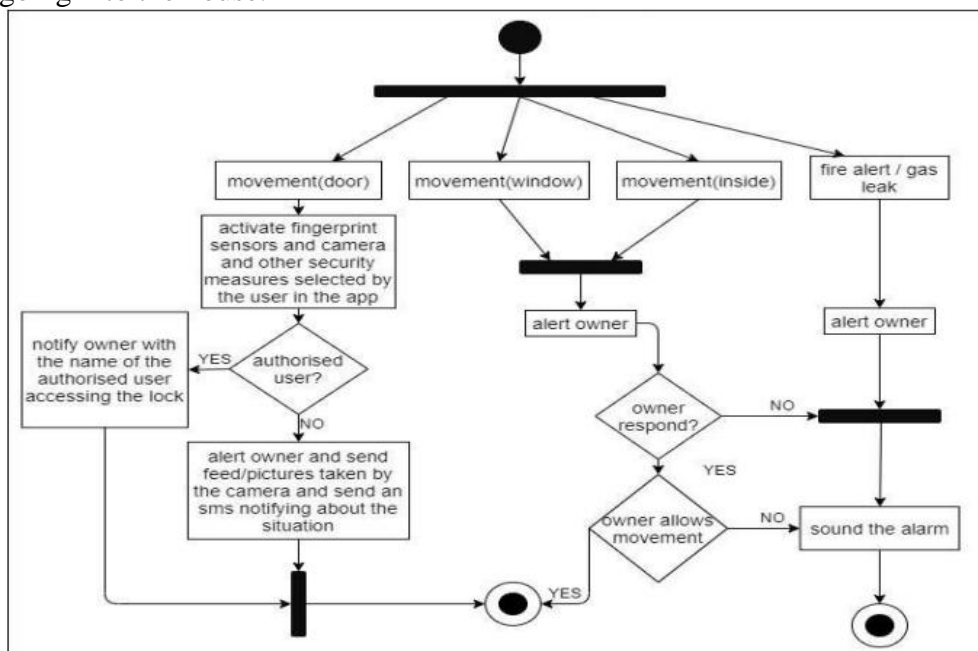 movement(door)
movement(window)
movement(inside)
fire alert / gas
leak
activate fingerprint
sensors and camera
and other security
measures selected by
the user in the app
alert owner
alert owner
notify owner with
the name of the
authorised user
accessing the lock
YES
authorised
user?
NO
owner
respond?
NO
YES
alert owner and send
feed/pictures taken by
the camera and send an
sms notifying about the
situation
owner allows
movement
NO
sound the alarm
YES